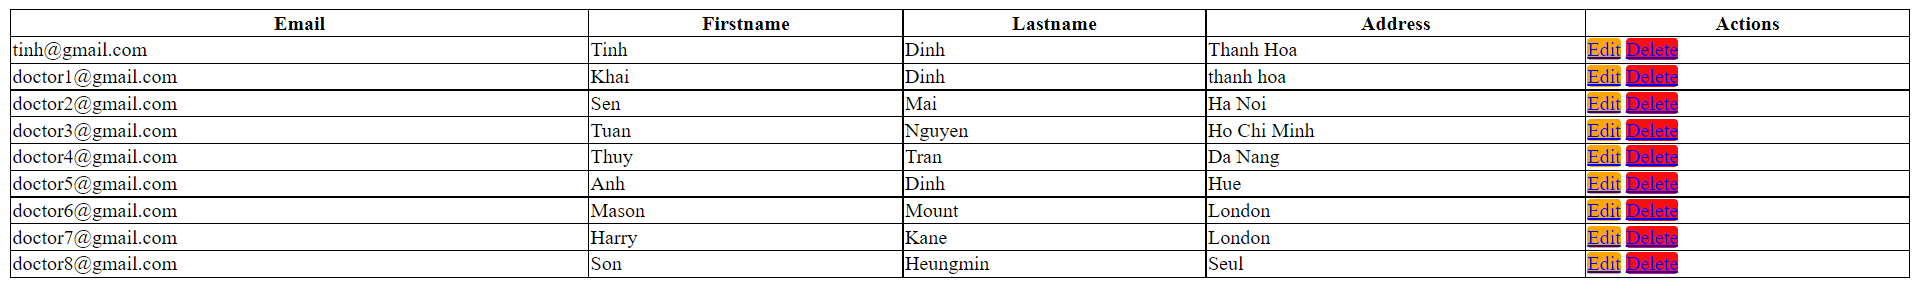 Email Firstname Lastname Address Actions
tinh@gmail.com Tinh Dinh Thanh Hoa Edit Delete
doctor1@gmail.com Khai Dinh thanh hoa Edit Delete
doctor2@gmail.com Sen Mai Ha Noi Edit Delete
doctor3@gmail.com Tuan Nguyen Ho Chi Minh Edit Delete
doctor4@gmail.com Thuy Tran Da Nang Edit Delete
doctor5@gmail.com Anh Dinh Hue Edit Delete
doctor6@gmail.com Mason Mount London Edit Delete
doctor7@gmail.com Harry Kane London Edit Delete
doctor8@gmail.com Son Heungmin Seul Edit Delete